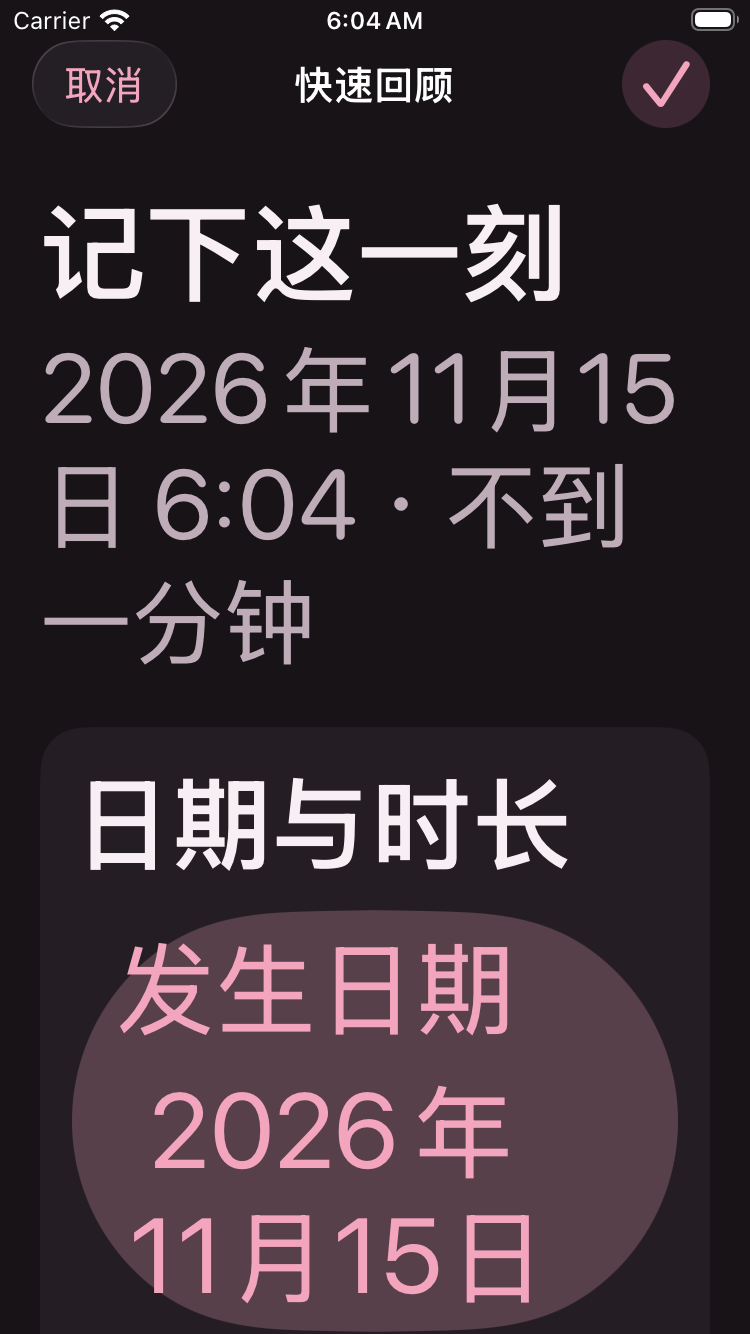 Carrier 6:04 AM
取消 快速回顾
记下这一刻
2026年11月15
日 6:04 · 不到
一分钟
日期与时长
发生日期
2026年
11月15日